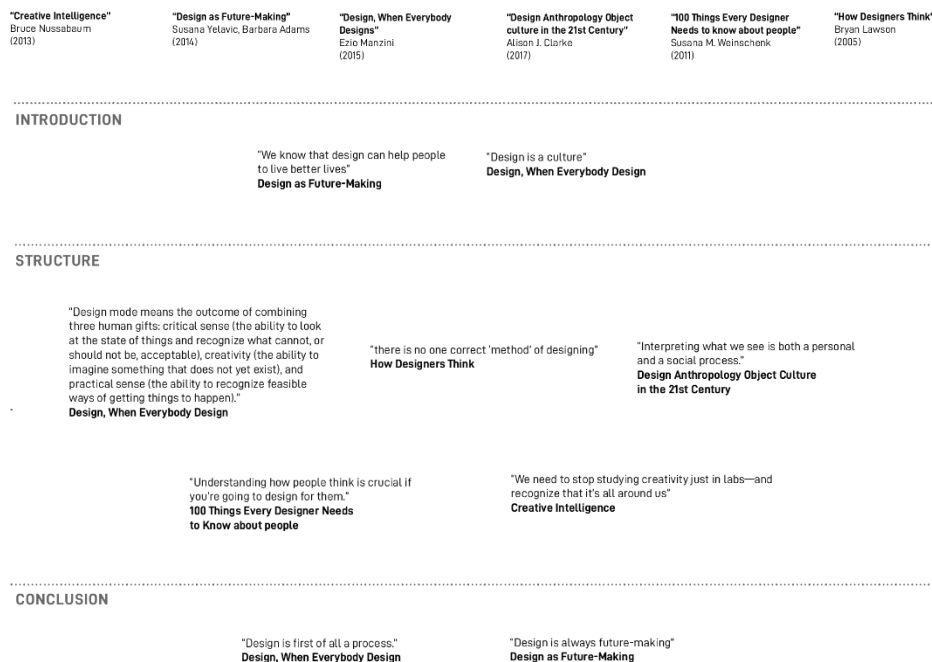 "Creative Intelligence"
Bruce Nussabaum
(2013)
"Design as Future-Making"
Susana Yelavic, Barbara Adams
(2014)
"Design, When Everybody
Designs"
Ezio Manzini
(2015)
"Design Anthropology Object
culture in the 21st Century"
Alison J. Clarke
(2017)
"100 Things Every Designer
Needs to know about people"
Susana M. Weinschenk
(2011)
"How Designers Think"
Bryan Lawson
(2005)
INTRODUCTION
"We know that design can help people
to live better lives"
Design as Future-Making
"Design is a culture"
Design, When Everybody Design
STRUCTURE
"Design mode means the outcome of combining
three human gifts: critical sense (the ability to look
at the state of things and recognize what cannot, or
should not be, acceptable), creativity (the ability to
imagine something that does not yet exist), and
practical sense (the ability to recognize feasible
ways of getting things to happen)."
Design, When Everybody Design
"there is no one correct 'method' of designing"
How Designers Think
"Interpreting what we see is both a personal
and a social process."
Design Anthropology Object Culture
in the 21st Century
"Understanding how people think is crucial if
you're going to design for them."
100 Things Every Designer Needs
to Know about people
"We need to stop studying creativity just in labs—and
recognize that it's all around us"
Creative Intelligence
CONCLUSION
"Design is first of all a process."
Design, When Everybody Design
"Design is always future-making"
Design as Future-Making